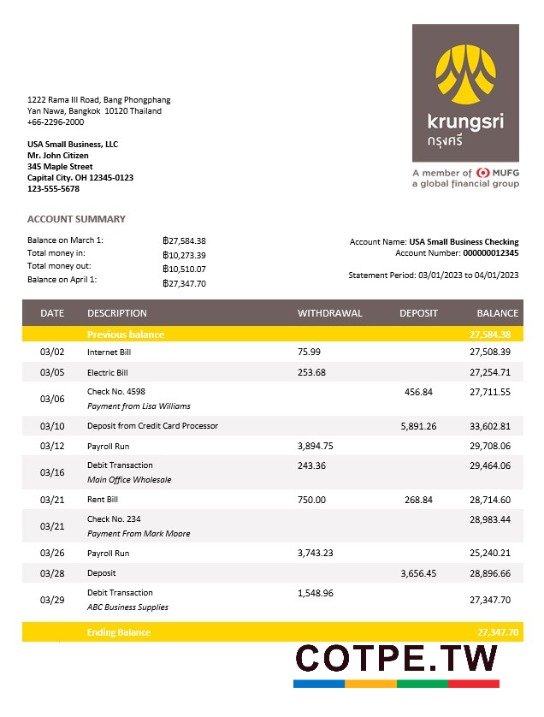 krungsri
กรุงศรี
A member of MUFG
a global financial group
1222 Rama III Road, Bang Phongphang
Yan Nawa, Bangkok 10120 Thailand
+66-2296-2000
USA Small Business, LLC
Mr. John Citizen
345 Maple Street
Capital City. OH 12345-0123
123-555-5678
ACCOUNT SUMMARY
Balance on March 1: ฿27,584.38
Total money in: ฿10,273.39
Total money out: ฿10,510.07
Balance on April 1: ฿27,347.70
Account Name: USA Small Business Checking
Account Number: 000000012345
Statement Period: 03/01/2023 to 04/01/2023
DATE DESCRIPTION WITHDRAWAL DEPOSIT BALANCE
Previous balance 27,584.38
03/02 Internet Bill 75.99 27,508.39
03/05 Electric Bill 253.68 27,254.71
03/06 Check No. 4598 456.84 27,711.55
Payment from Lisa Williams
03/10 Deposit from Credit Card Processor 5,891.26 33,602.81
03/12 Payroll Run 3,894.75 29,708.06
03/16 Debit Transaction 243.36 29,464.06
Main Office Wholesale
03/21 Rent Bill 750.00 268.84 28,714.60
03/21 Check No. 234 28,983.44
Payment From Mark Moore
03/26 Payroll Run 3,743.23 25,240.21
03/28 Deposit 3,656.45 28,896.66
03/29 Debit Transaction 1,548.96 27,347.70
ABC Business Supplies
Ending Balance 27,347.70
COTPE.TW